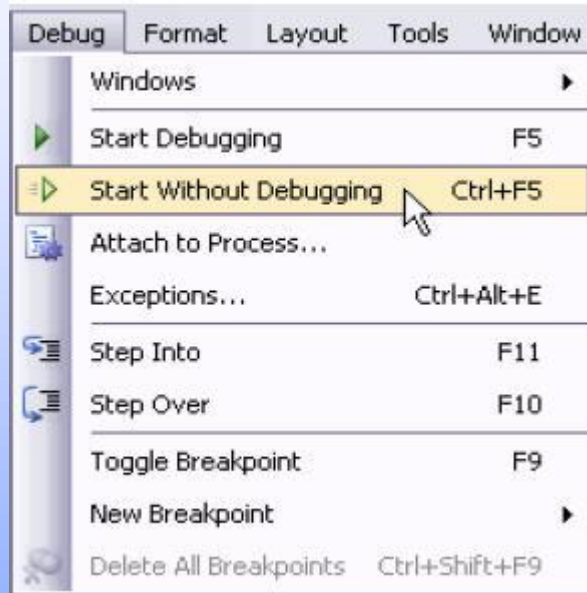 Debug Format Layout Tools Window
Windows
Start Debugging F5
Start Without Debugging Ctrl+F5
Attach to Process...
Exceptions... Ctrl+Alt+E
Step Into F11
Step Over F10
Toggle Breakpoint F9
New Breakpoint
Delete All Breakpoints Ctrl+Shift+F9